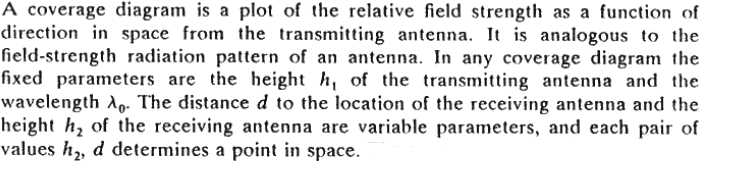 A coverage diagram is a plot of the relative field strength as a function of
direction in space from the transmitting antenna. It is analogous to the
field-strength radiation pattern of an antenna. In any coverage diagram the
fixed parameters are the height h₁ of the transmitting antenna and the
wavelength λ₀. The distance d to the location of the receiving antenna and the
height h₂ of the receiving antenna are variable parameters, and each pair of
values h₂, d determines a point in space.